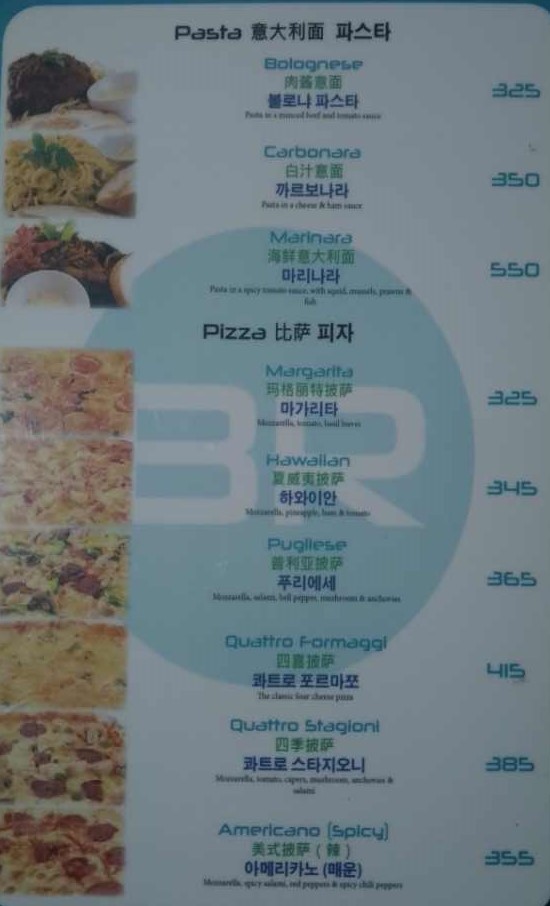 Pasta 意大利面 파스타
Bolognese
肉酱意面
볼로냐 파스타
Pasta in a minced beef and tomato sauce
325
Carbonara
白汁意面
까르보나라
Pasta in a cheese & ham sauce
350
Marinara
海鲜意大利面
마리나라
Pasta in a spicy tomato sauce, with squid, mussels, prawns &
fish
550
Pizza 比萨 피자
Margarita
玛格丽特披萨
마가리타
Mozzarella, tomato, basil leaves
325
Hawaiian
夏威夷披萨
하와이안
Mozzarella, pineapple, ham & tomato
345
Pugliese
普利亚披萨
푸리에세
Mozzarella, salami, bell pepper, mushroom & anchovies
365
Quattro Formaggi
四喜披萨
콰트로 포르마쪼
The classic four cheese pizza
415
Quattro Stagioni
四季披萨
콰트로 스타지오니
Mozzarella, tomato, capers, mushroom, anchovies &
salami
385
Americano (Spicy)
美式披萨（辣）
아메리카노 (매운)
Mozzarella, spicy salami, red peppers & spicy chili peppers
355
BR